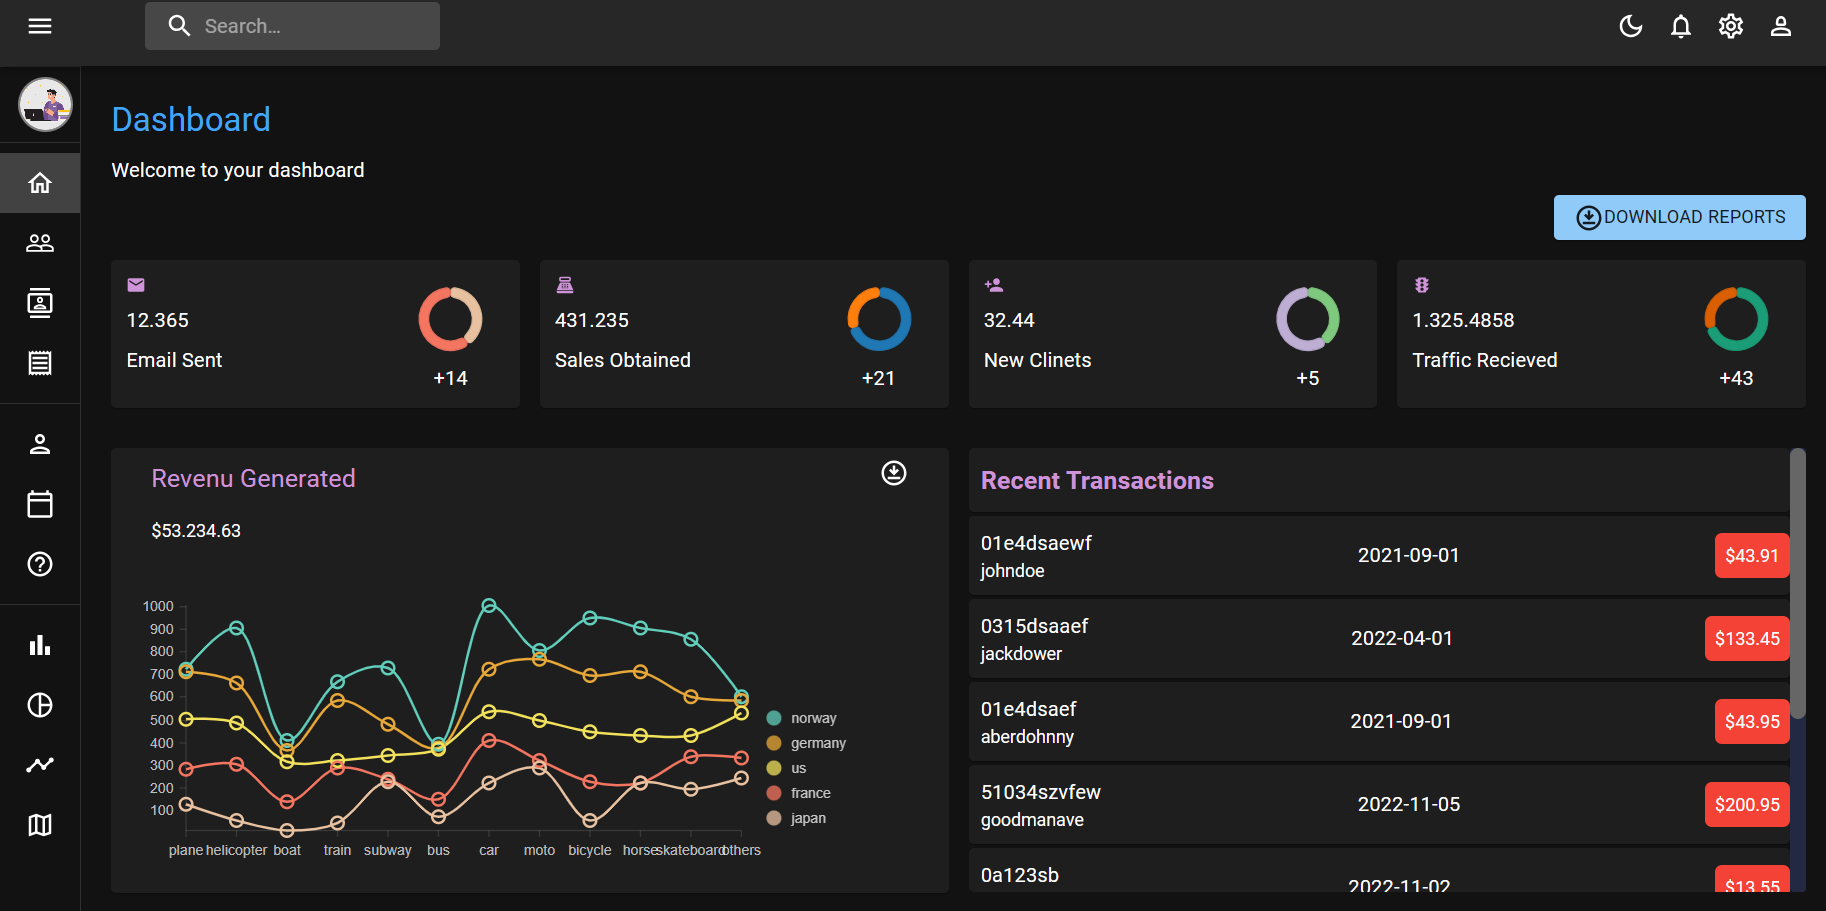 Search...
Dashboard
Welcome to your dashboard
DOWNLOAD REPORTS
12.365
Email Sent
+14
431.235
Sales Obtained
+21
32.44
New Clinets
+5
1.325.4858
Traffic Recieved
+43
Revenu Generated
$53.234.63
1000
900
800
700
600
500
400
300
200
100
plane helicopter boat train subway bus car moto bicycle horse skateboard others
norway
germany
us
france
japan
Recent Transactions
01e4dsaewf
johndoe
2021-09-01
$43.91
0315dsaaef
jackdower
2022-04-01
$133.45
01e4dsaef
aberdohnny
2021-09-01
$43.95
51034szvfew
goodmanave
2022-11-05
$200.95
0a123sb
2022-11-02
$13.55